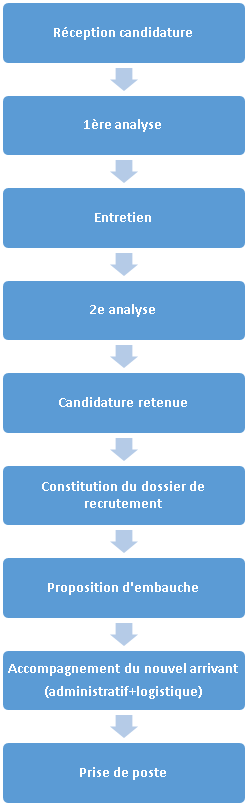 Réception candidature
1ère analyse
Entretien
2e analyse
Candidature retenue
Constitution du dossier de
recrutement
Proposition d'embauche
Accompagnement du nouvel arrivant
(administratif+logistique)
Prise de poste